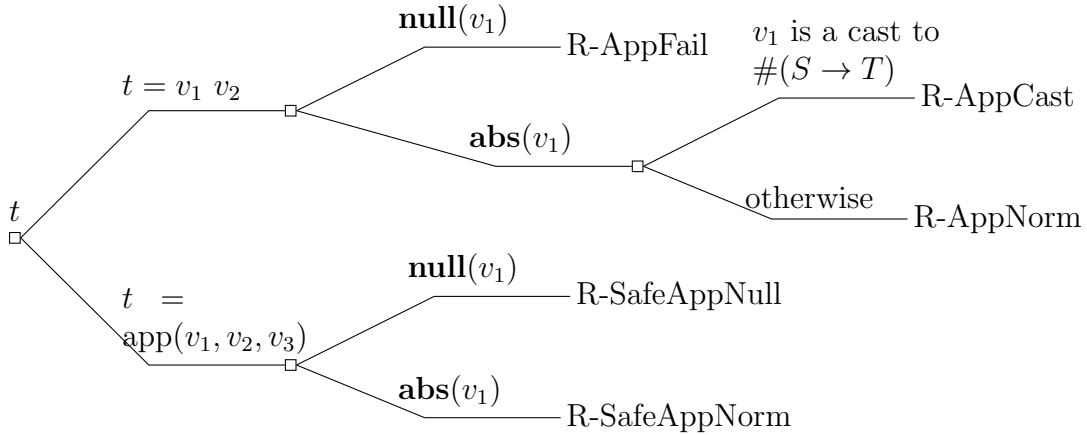 null(v₁)
R-AppFail
v₁ is a cast to
#(S → T)
R-AppCast
t = v₁ v₂
abs(v₁)
otherwise
R-AppNorm
t
t =
app(v₁, v₂, v₃)
null(v₁)
R-SafeAppNull
abs(v₁)
R-SafeAppNorm